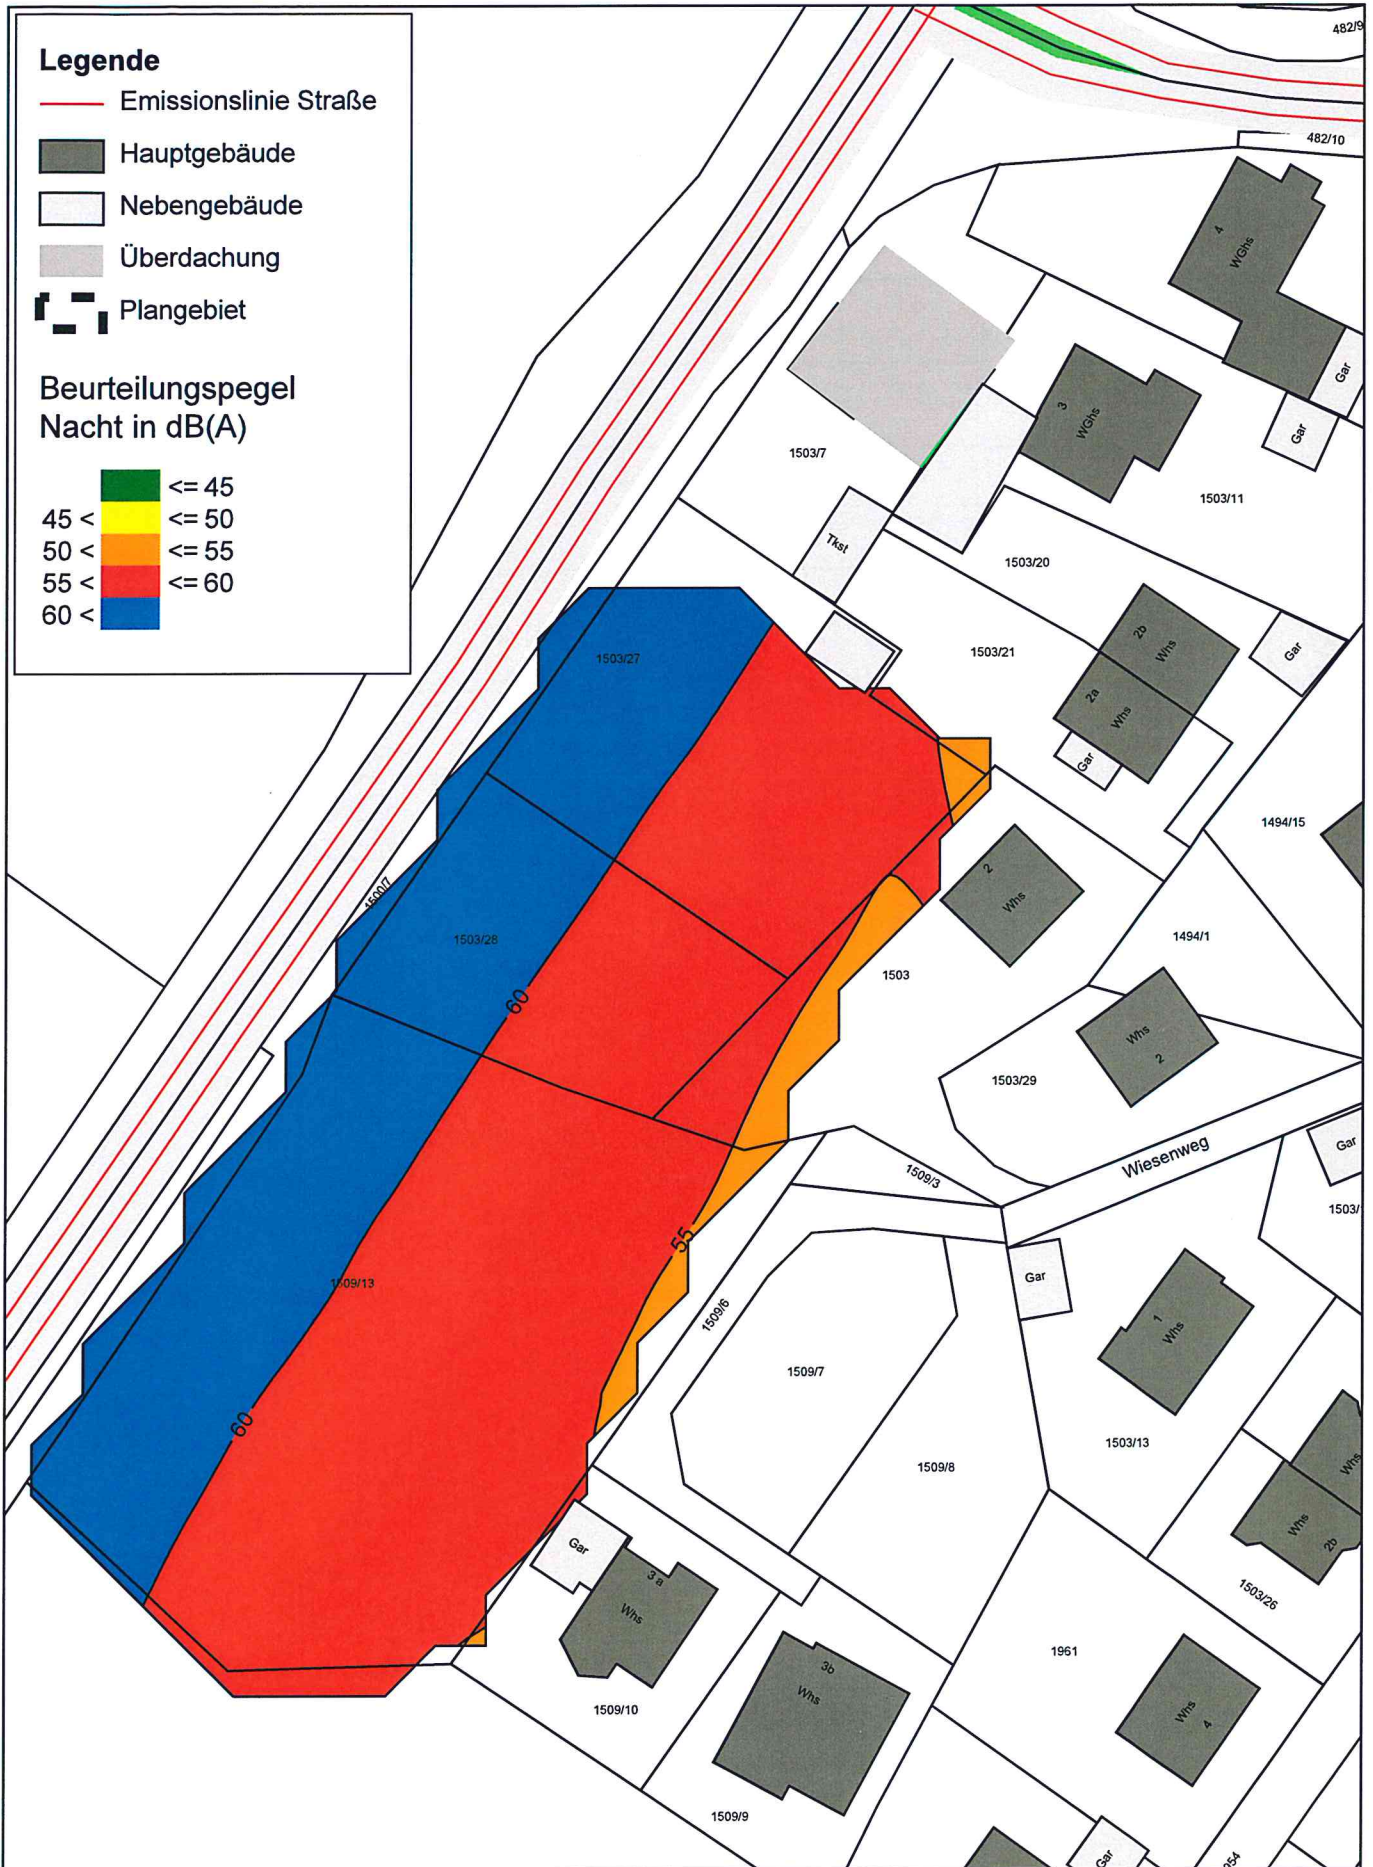 Legende
Emissionslinie Straße
Hauptgebäude
Nebengebäude
Überdachung
Plangebiet
Beurteilungspegel
Nacht in dB(A)
<= 45
45 < <= 50
50 < <= 55
55 < <= 60
60 <
482/9
482/10
4
WGhs
Gar
Gar
3
WGhs
1503/7
1503/11
Tkst
1503/20
1503/21
2b
Whs
Gar
2a
Whs
Gar
1503/27
1494/15
2
Whs
1500/7
1503/28
1494/1
1503
60
Whs
2
1503/29
Wiesenweg
Gar
1509/3
1503/
55
Gar
1509/13
1509/6
1
Whs
1509/7
60
1503/13
1509/8
Whs
Whs
2b
Gar
3 a
Whs
1503/26
1961
3b
Whs
1509/10
Whs
4
1509/9
Gar
954